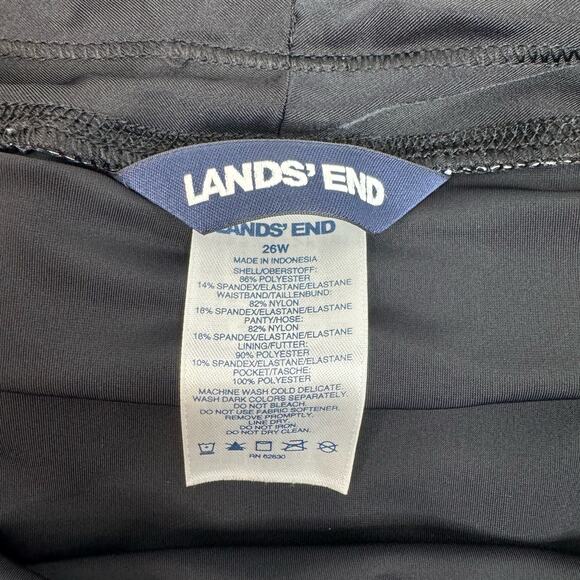 LANDS' END
LANDS' END
26W
MADE IN INDONESIA
SHELL/OBERSTOFF:
86% POLYESTER
14% SPANDEX/ELASTANE/ELASTANE
WAISTBAND/TAILLENBUND:
82% NYLON
18% SPANDEX/ELASTANE/ELASTANE
PANTY/HOSE:
82% NYLON
18% SPANDEX/ELASTANE/ELASTANE
LINING/FUTTER:
90% POLYESTER
10% SPANDEX/ELASTANE/ELASTANE
POCKET/TASCHE:
100% POLYESTER
MACHINE WASH COLD DELICATE.
WASH DARK COLORS SEPARATELY.
DO NOT BLEACH.
DO NOT USE FABRIC SOFTENER.
REMOVE PROMPTLY.
LINE DRY.
DO NOT IRON.
DO NOT DRY CLEAN.
RN 62830